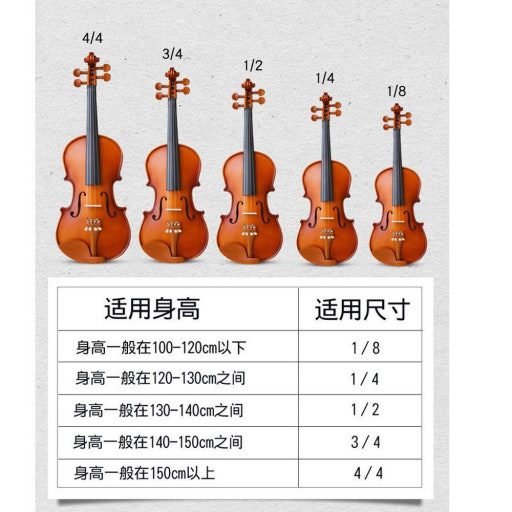 4/4
3/4
1/2
1/4
1/8
适用身高 适用尺寸
身高一般在100-120cm以下 1/8
身高一般在120-130cm之间 1/4
身高一般在130-140cm之间 1/2
身高一般在140-150cm之间 3/4
身高一般在150cm以上 4/4